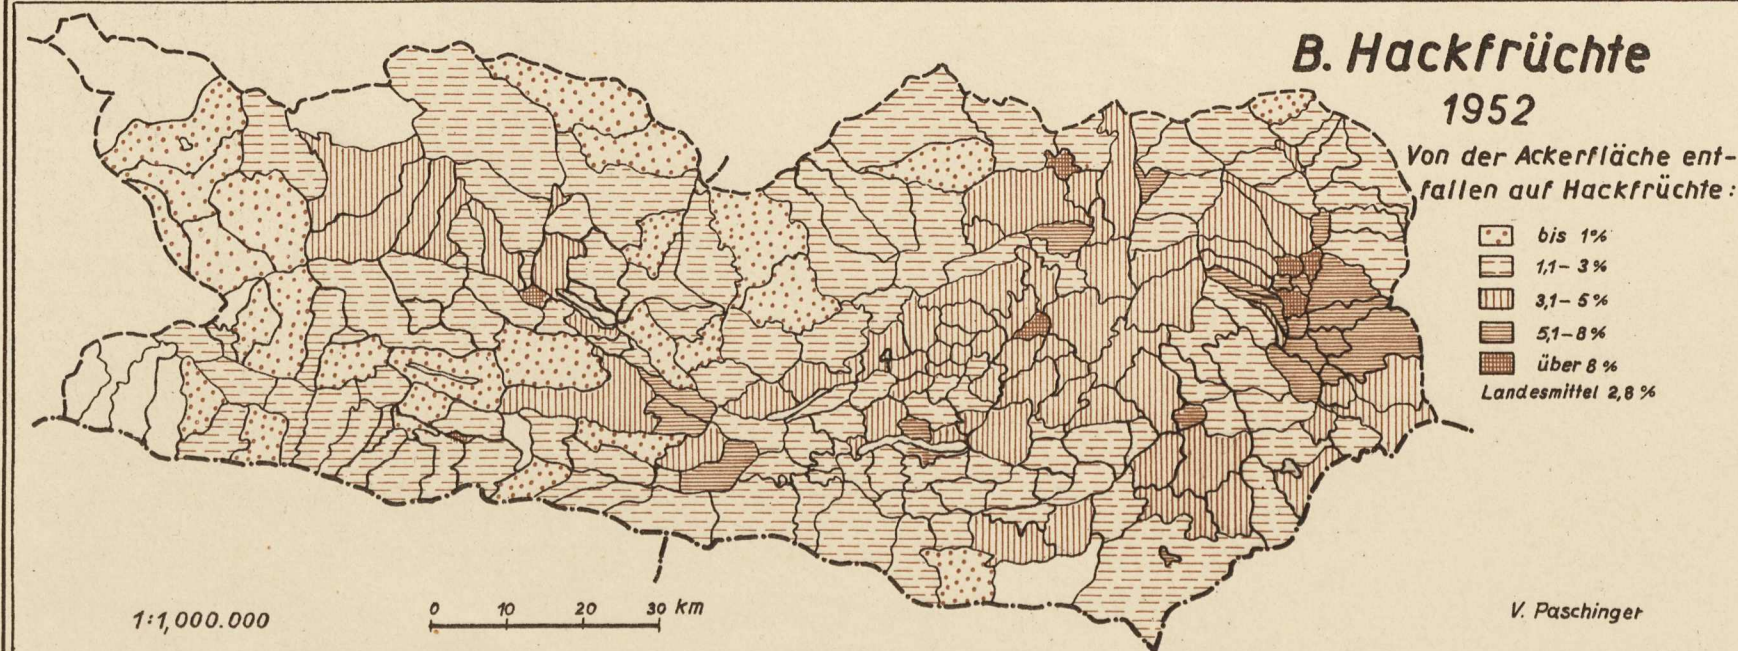 B. Hackfrüchte
1952
Von der Ackerfläche ent-
fallen auf Hackfrüchte:
bis 1%
1,1-3%
3,1-5%
5,1-8%
über 8%
Landesmittel 2,8%
1:1,000.000
0 10 20 30 km
V. Paschinger